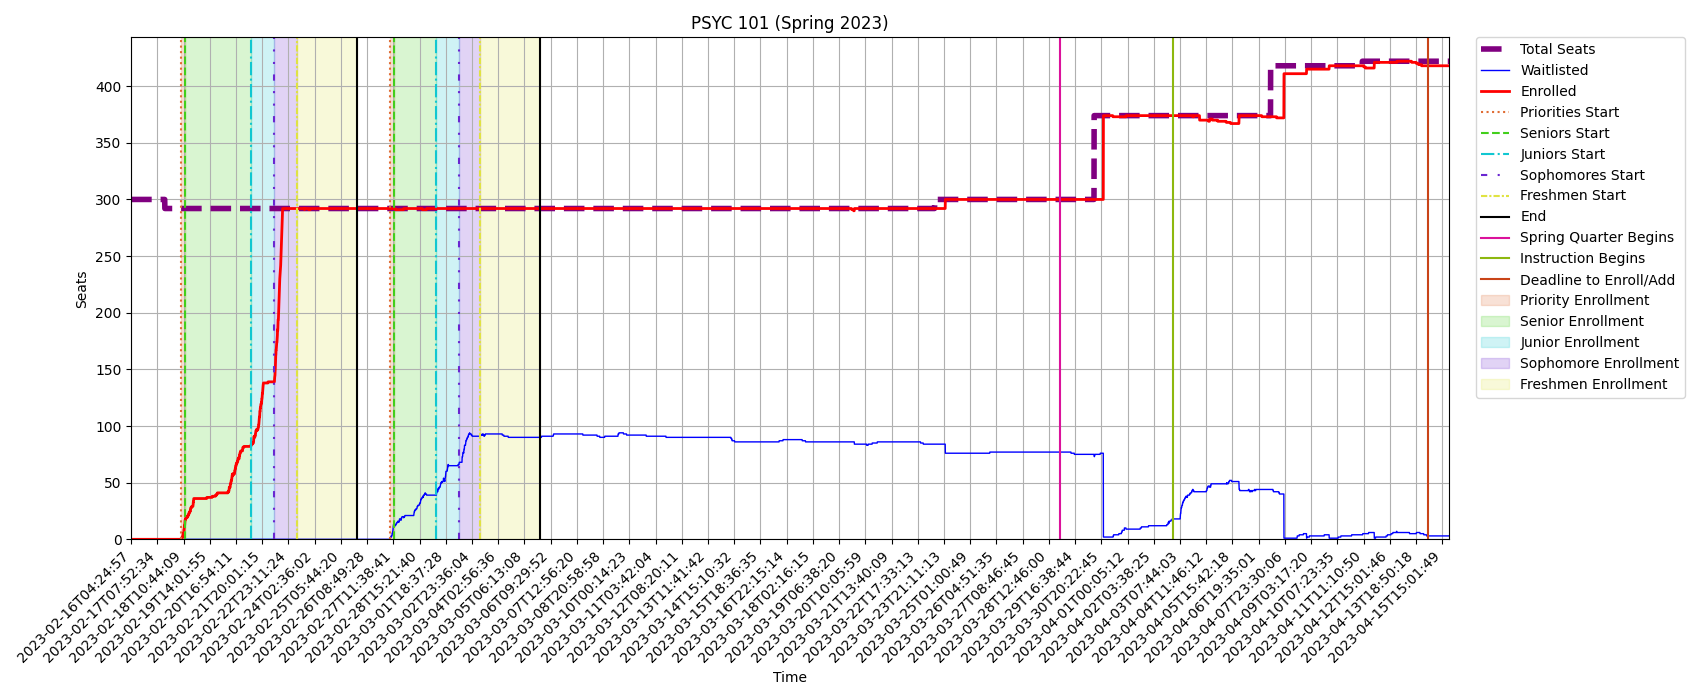 PSYC 101 (Spring 2023)
Seats
400
350
300
250
200
150
100
50
0
2023-02-16T04:24:57
2023-02-17T07:52:34
2023-02-18T10:44:09
2023-02-19T14:01:55
2023-02-20T16:54:11
2023-02-21T20:01:15
2023-02-22T23:11:24
2023-02-24T02:36:02
2023-02-25T05:44:20
2023-02-26T08:49:28
2023-02-27T11:38:41
2023-02-28T15:21:40
2023-03-01T18:37:28
2023-03-02T23:36:04
2023-03-04T02:56:36
2023-03-05T06:13:08
2023-03-06T09:29:52
2023-03-07T12:56:20
2023-03-08T20:58:58
2023-03-10T00:14:23
2023-03-11T03:42:04
2023-03-12T08:20:11
2023-03-13T11:41:42
2023-03-14T15:10:32
2023-03-15T18:36:35
2023-03-16T22:15:14
2023-03-18T02:16:15
2023-03-19T06:38:20
2023-03-20T10:05:59
2023-03-21T13:40:09
2023-03-22T17:33:13
2023-03-23T21:11:13
2023-03-25T01:00:49
2023-03-26T04:51:35
2023-03-27T08:46:45
2023-03-28T12:46:00
2023-03-29T16:38:44
2023-03-30T20:22:45
2023-04-01T00:05:12
2023-04-02T03:38:25
2023-04-03T07:44:03
2023-04-04T11:46:12
2023-04-05T15:42:18
2023-04-06T19:35:01
2023-04-07T23:30:06
2023-04-09T03:17:20
2023-04-10T07:23:35
2023-04-11T11:10:50
2023-04-12T15:01:46
2023-04-13T18:50:18
2023-04-15T15:01:49
Time
Total Seats
Waitlisted
Enrolled
Priorities Start
Seniors Start
Juniors Start
Sophomores Start
Freshmen Start
End
Spring Quarter Begins
Instruction Begins
Deadline to Enroll/Add
Priority Enrollment
Senior Enrollment
Junior Enrollment
Sophomore Enrollment
Freshmen Enrollment